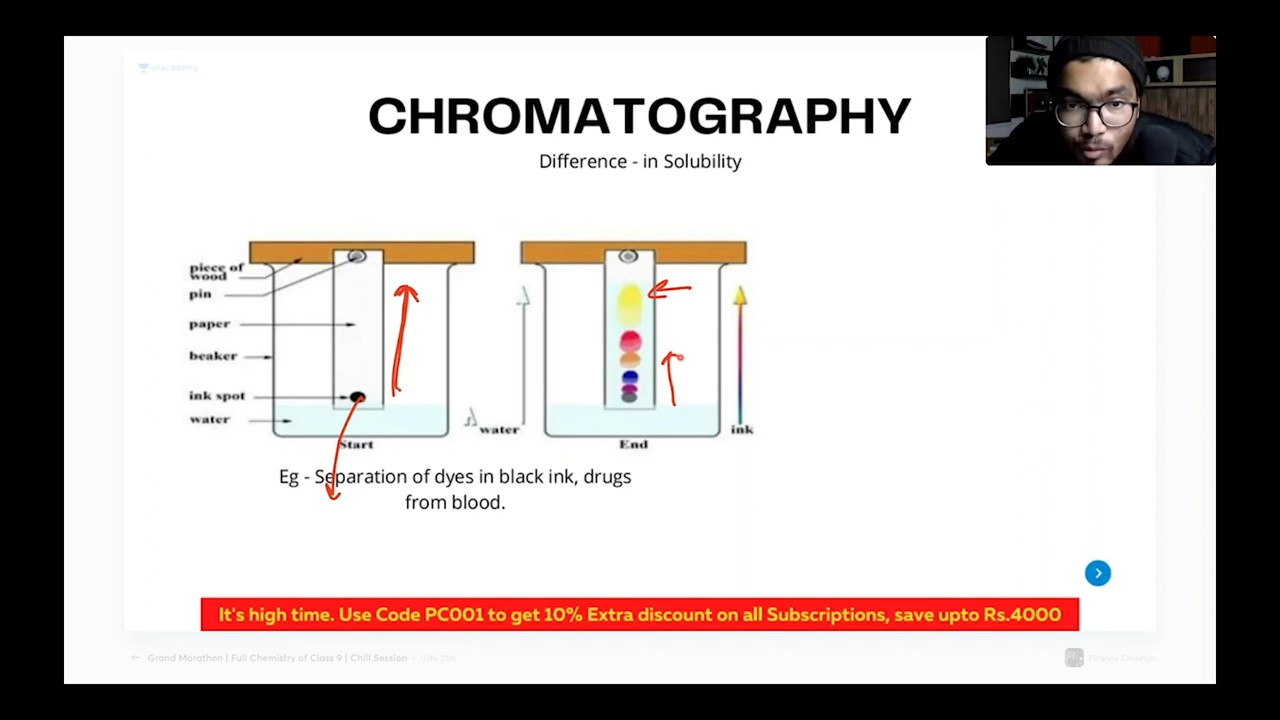 unacademy
CHROMATOGRAPHY
Difference - in Solubility
piece of
wood
pin
paper
beaker
ink spot
water
Start
water
End
ink
Eg - Separation of dyes in black ink, drugs
from blood.
It's high time. Use Code PC001 to get 10% Extra discount on all Subscriptions, save upto Rs.4000
Grand Marathon | Full Chemistry of Class 9 | Chill Session